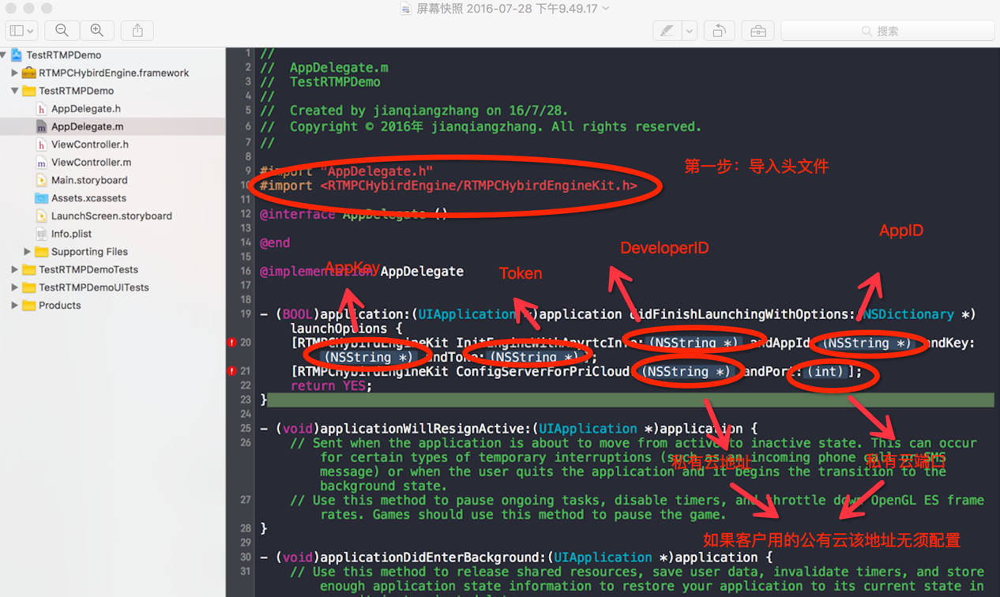 屏幕快照 2016-07-28 下午9.49.17
搜索
TestRTMPDemo
RTMPCHybirdEngine.framework
TestRTMPDemo
AppDelegate.h
AppDelegate.m
ViewController.h
ViewController.m
Main.storyboard
Assets.xcassets
LaunchScreen.storyboard
Info.plist
Supporting Files
TestRTMPDemoTests
TestRTMPDemoUITests
Products
1 //
2 // AppDelegate.m
3 // TestRTMPDemo
4 //
5 // Created by jianqiangzhang on 16/7/28.
6 // Copyright © 2016年 jianqiangzhang. All rights reserved.
7 //
8
9 #import "AppDelegate.h"
第一步：导入头文件
10 #import <RTMPCHybirdEngine/RTMPCHybirdEngineKit.h>
11
12 @interface AppDelegate ()
13
AppID
14 @end
DeveloperID
15
AppKey
Token
16 @implementation AppDelegate
17
18
19 - (BOOL)application:(UIApplication *)application didFinishLaunchingWithOptions:(NSDictionary *)
launchOptions {
20 [RTMPCHybirdEngineKit InitEngineWithAnyrtcInfo:(NSString *) andAppId:(NSString *) andKey:
(NSString *) andToke:(NSString *)];
21 [RTMPCHybirdEngineKit ConfigServerForPriCloud:(NSString *) andPort:(int)];
22 return YES;
23 }
24
25 - (void)applicationWillResignActive:(UIApplication *)application {
26 // Sent when the application is about to move from active to inactive state. This can occur
for certain types of temporary interruptions (such as an incoming phone call or SMS
私有云地址
私有云端口
message) or when the user quits the application and it begins the transition to the
background state.
27 // Use this method to pause ongoing tasks, disable timers, and throttle down OpenGL ES frame
rates. Games should use this method to pause the game.
28 }
如果客户用的公有云该地址无须配置
29
30 - (void)applicationDidEnterBackground:(UIApplication *)application {
31 // Use this method to release shared resources, save user data, invalidate timers, and store
enough application state information to restore your application to its current state in